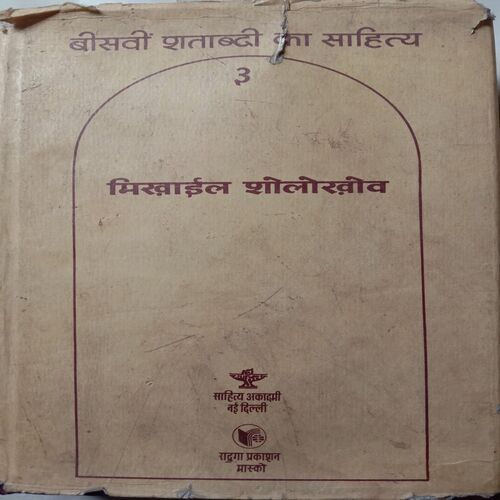 बीसवीं शताब्दी का साहित्य
३
मिखाईल शोलोख़ोव
साहित्य अकादमी
नई दिल्ली
रादुगा प्रकाशन
मास्को